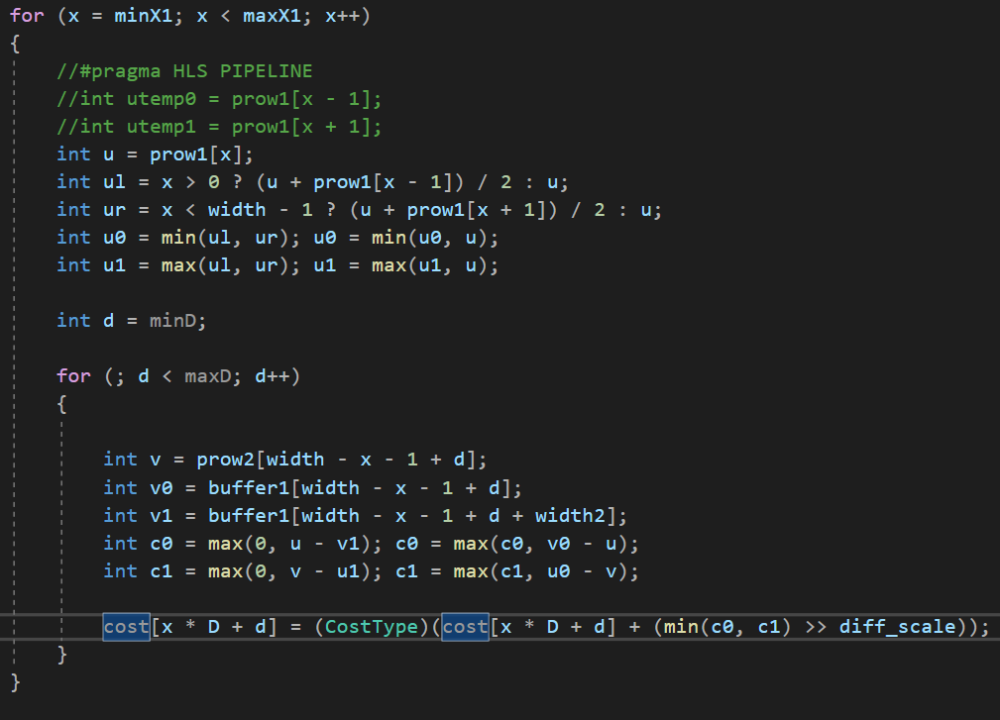 for (x = minX1; x < maxX1; x++)
{
    //#pragma HLS PIPELINE
    //int utemp0 = prow1[x - 1];
    //int utemp1 = prow1[x + 1];
    int u = prow1[x];
    int ul = x > 0 ? (u + prow1[x - 1]) / 2 : u;
    int ur = x < width - 1 ? (u + prow1[x + 1]) / 2 : u;
    int u0 = min(ul, ur); u0 = min(u0, u);
    int u1 = max(ul, ur); u1 = max(u1, u);

    int d = minD;

    for (; d < maxD; d++)
    {

        int v = prow2[width - x - 1 + d];
        int v0 = buffer1[width - x - 1 + d];
        int v1 = buffer1[width - x - 1 + d + width2];
        int c0 = max(0, u - v1); c0 = max(c0, v0 - u);
        int c1 = max(0, v - u1); c1 = max(c1, u0 - v);

        cost[x * D + d] = (CostType)(cost[x * D + d] + (min(c0, c1) >> diff_scale));
    }
}